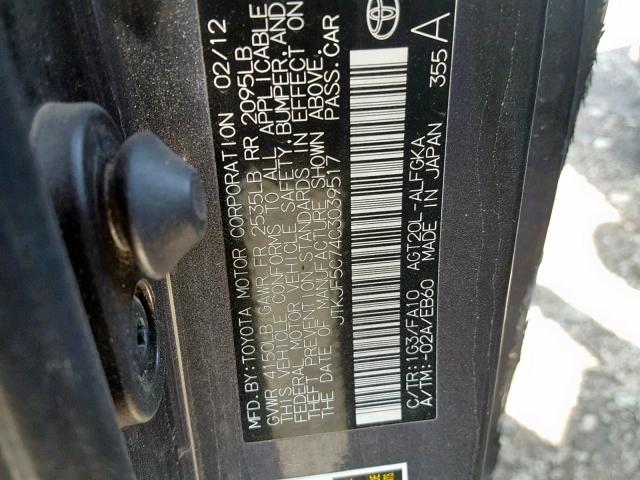 MFD.BY:TOYOTA MOTOR CORPORATION 02/12
GVWR 4150LB GAWR FR 2535LB RR 2095LB
THIS VEHICLE CONFORMS TO ALL APPLICABLE
FEDERAL MOTOR VEHICLE SAFETY, BUMPER, AND
THEFT PREVENTION STANDARDS IN EFFECT ON
THE DATE OF MANUFACTURE SHOWN ABOVE.
JTKJF5C74C3039517 PASS.CAR
C/TR:1G3/FA10 AGT20L-ALFGKA
A/TM:-02A/EB60 MADE IN JAPAN 355 A